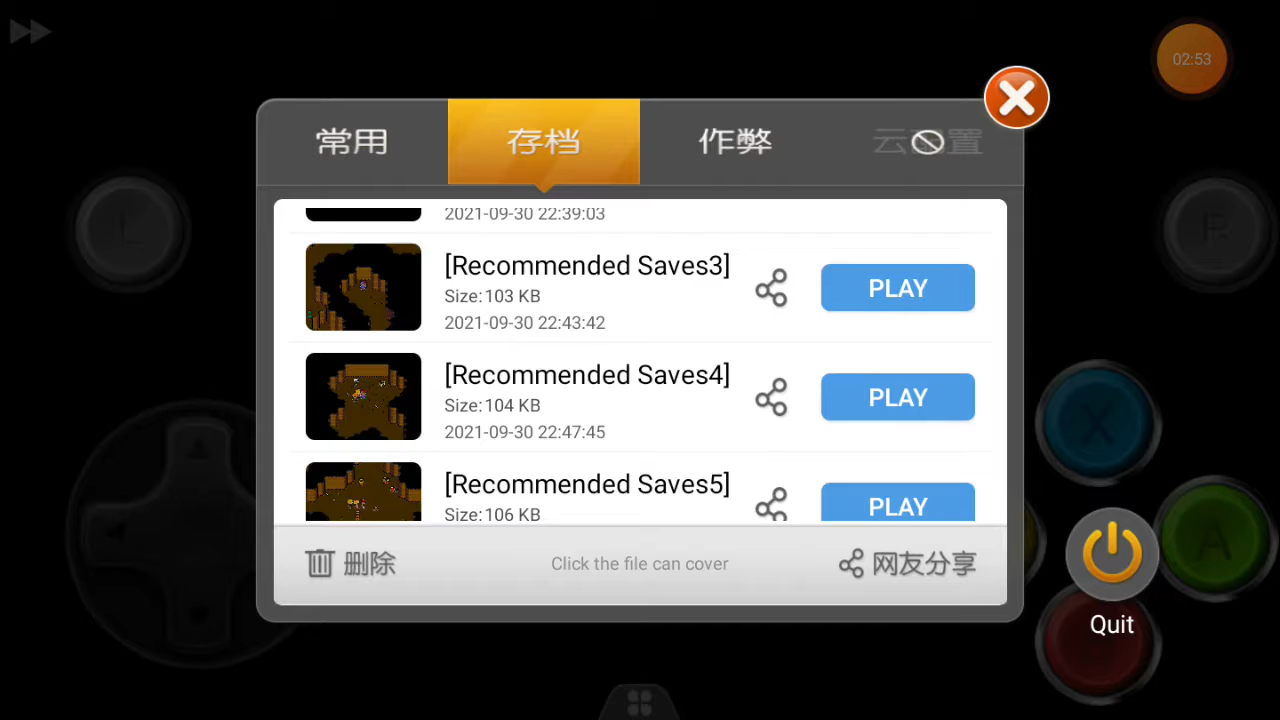 02:53
常用
存档
作弊
2021-09-30 22:39:03
[Recommended Saves3]
Size: 103 KB
2021-09-30 22:43:42
PLAY
[Recommended Saves4]
Size: 104 KB
2021-09-30 22:47:45
PLAY
[Recommended Saves5]
Size: 106 KB
PLAY
删除
Click the file can cover
网友分享
L
R
X
A
Quit